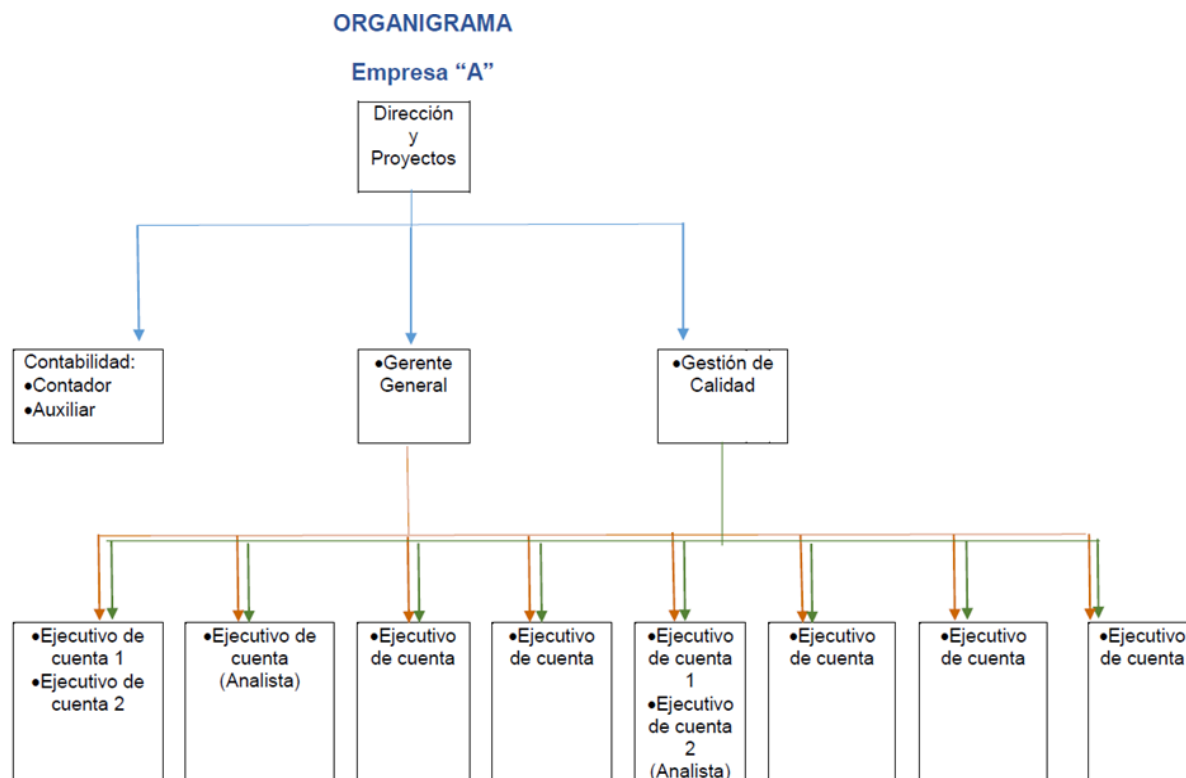 ORGANIGRAMA
Empresa “A”
Dirección
y
Proyectos
Contabilidad:
•Contador
•Auxiliar
•Gerente
General
•Gestión de
Calidad
•Ejecutivo de
cuenta 1
•Ejecutivo de
cuenta 2
•Ejecutivo de
cuenta
(Analista)
•Ejecutivo
de cuenta
•Ejecutivo
de cuenta
•Ejecutivo
de cuenta
1
•Ejecutivo
de cuenta
2
(Analista)
•Ejecutivo
de cuenta
•Ejecutivo
de cuenta
•Ejecutivo
de cuenta